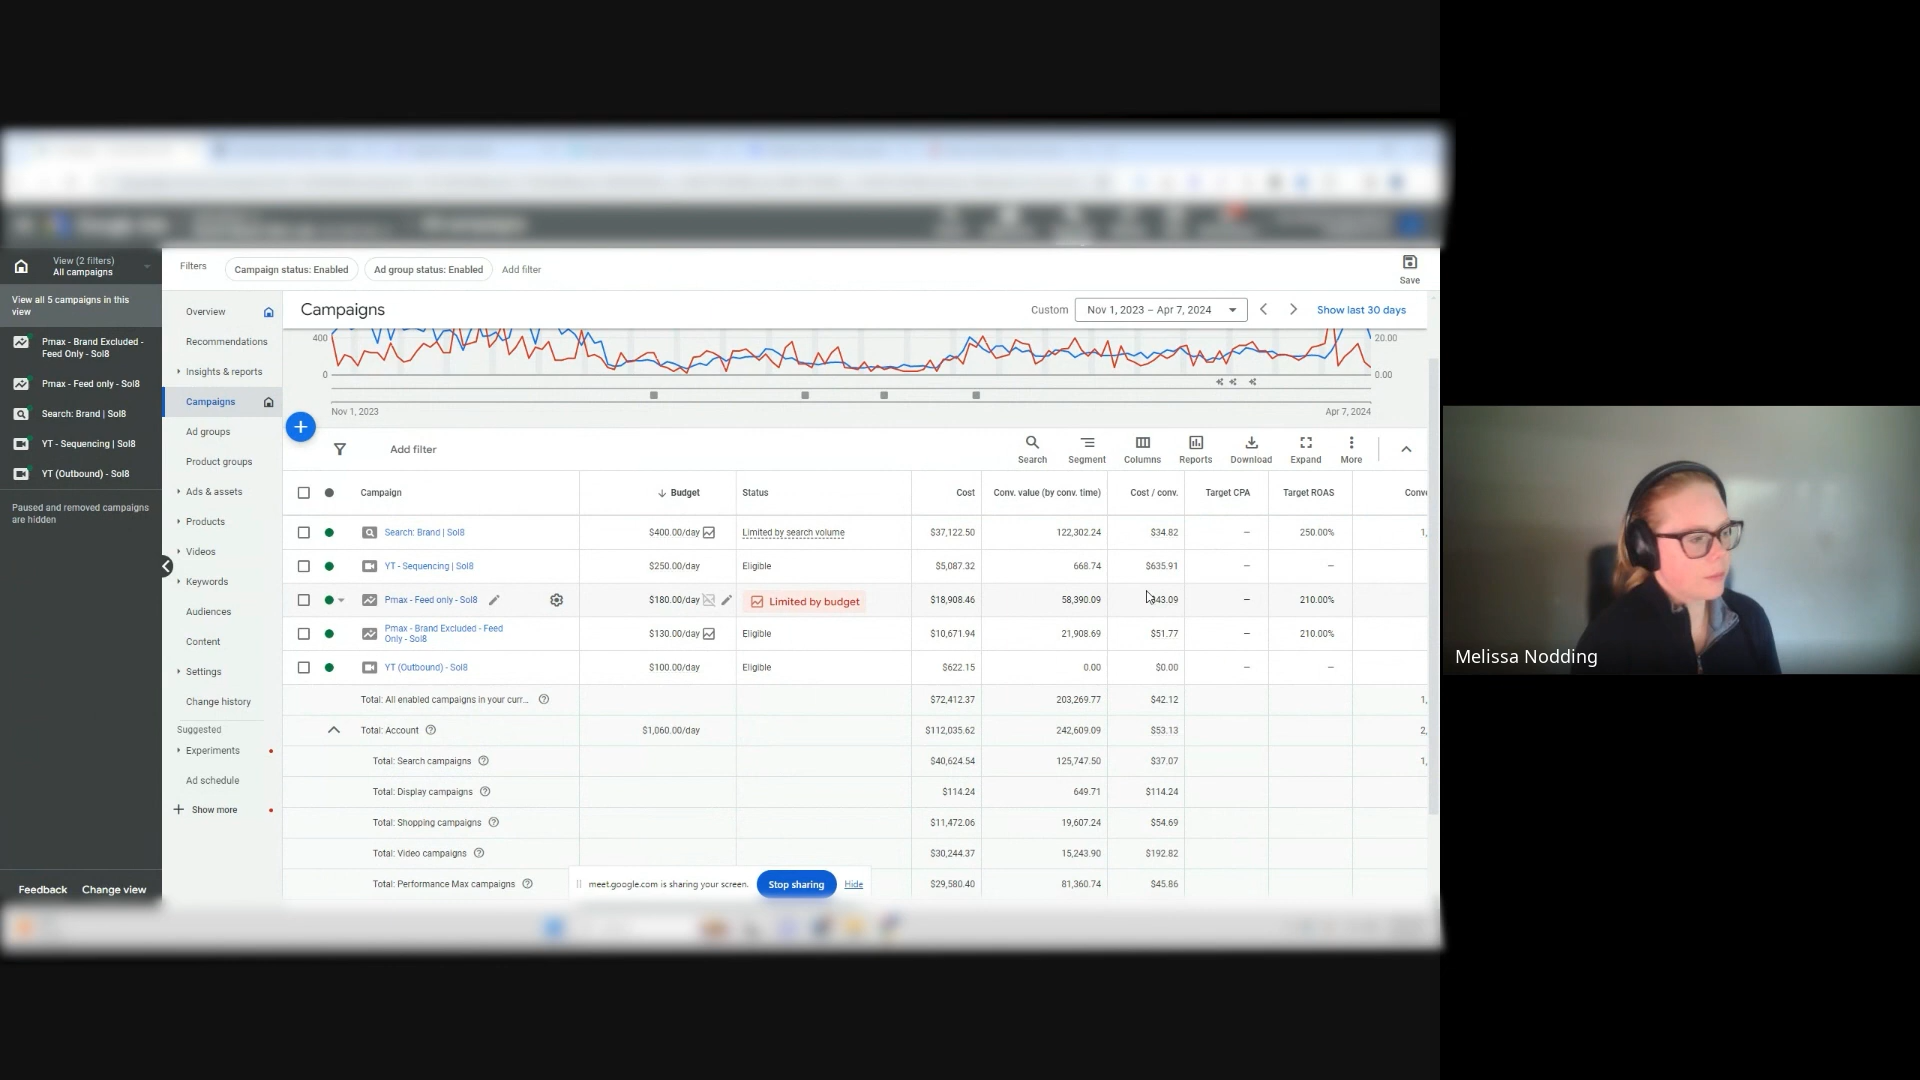 View (2 filters)
All campaigns
Filters
Campaign status: Enabled
Ad group status: Enabled
Add filter
Save
View all 5 campaigns in this
view
Pmax - Brand Excluded -
Feed Only - Sol8
Pmax - Feed only - Sol8
Search: Brand | Sol8
YT - Sequencing | Sol8
YT (Outbound) - Sol8
Paused and removed campaigns
are hidden
Feedback Change view
Overview
Recommendations
Insights & reports
Campaigns
Ad groups
Product groups
Ads & assets
Products
Videos
Keywords
Audiences
Content
Settings
Change history
Suggested
Experiments
Ad schedule
Show more
Campaigns
Custom Nov 1, 2023 – Apr 7, 2024 Show last 30 days
400 20.00
0 0.00
Nov 1, 2023 Apr 7, 2024
Add filter
Search Segment Columns Reports Download Expand More
Campaign Budget Status Cost Conv. value (by conv. time) Cost / conv. Target CPA Target ROAS
Search: Brand | Sol8 $400.00/day Limited by search volume $37,122.50 122,302.24 $34.82 – 250.00% 1,
YT - Sequencing | Sol8 $250.00/day Eligible $5,087.32 668.74 $635.91 – –
Pmax - Feed only - Sol8 $180.00/day Limited by budget $18,908.46 58,390.09 $43.09 – 210.00%
Pmax - Brand Excluded - Feed
Only - Sol8 $130.00/day Eligible $10,671.94 21,908.69 $51.77 – 210.00%
YT (Outbound) - Sol8 $100.00/day Eligible $622.15 0.00 $0.00 – –
Total: All enabled campaigns in your curr... $72,412.37 203,269.77 $42.12 1,
Total: Account $1,060.00/day $112,035.62 242,609.09 $53.13 2,
Total: Search campaigns $40,624.54 125,747.50 $37.07 1,
Total: Display campaigns $114.24 649.71 $114.24
Total: Shopping campaigns $11,472.06 19,607.24 $54.69
Total: Video campaigns $30,244.37 15,243.90 $192.82
Total: Performance Max campaigns $29,580.40 81,360.74 $45.86
meet.google.com is sharing your screen. Stop sharing Hide
Melissa Nodding